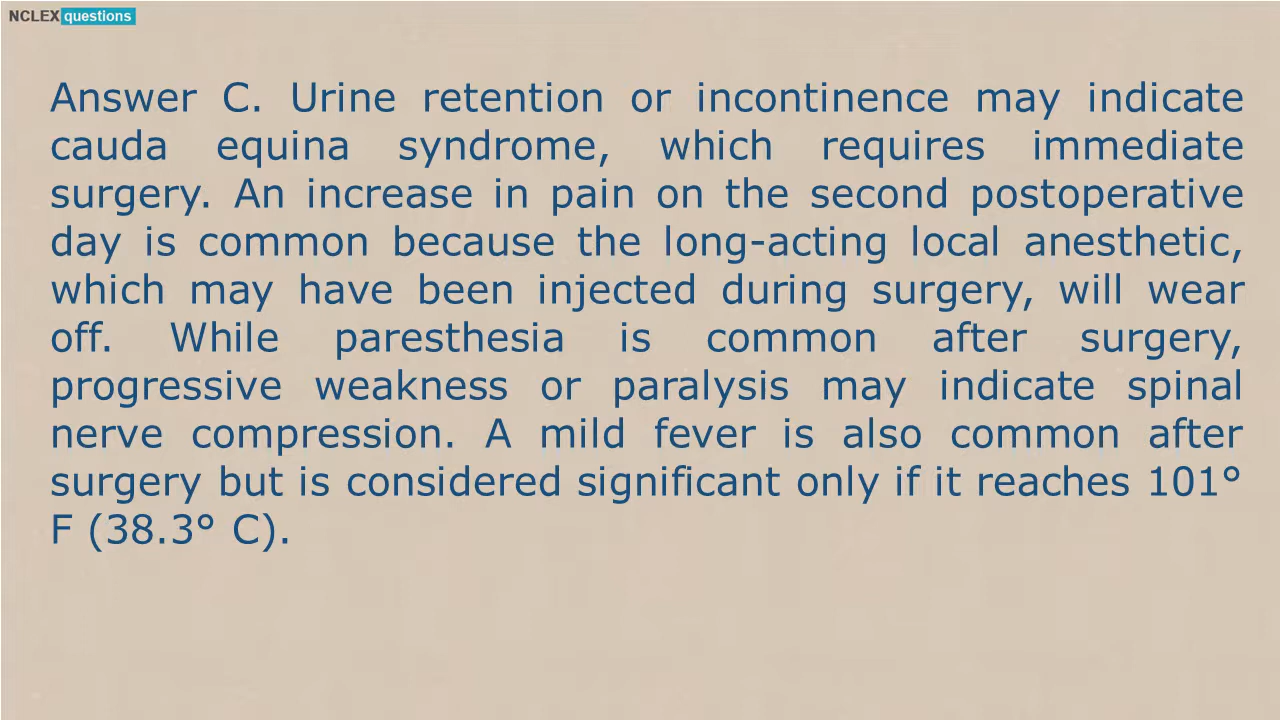 NCLEX questions
Answer C. Urine retention or incontinence may indicate
cauda equina syndrome, which requires immediate
surgery. An increase in pain on the second postoperative
day is common because the long-acting local anesthetic,
which may have been injected during surgery, will wear
off. While paresthesia is common after surgery,
progressive weakness or paralysis may indicate spinal
nerve compression. A mild fever is also common after
surgery but is considered significant only if it reaches 101°
F (38.3° C).